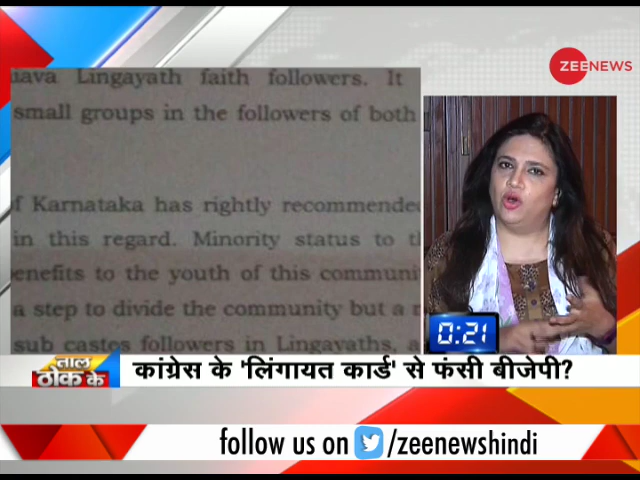 ZEENEWS
Lingayath faith followers. It
small groups in the followers of both
f Karnataka has rightly recommended
in this regard. Minority status to
benefits to the youth of this
a step to divide the community but a
sub castes followers in Lingayaths,
0:21
ताल
ठोक के
कांग्रेस के 'लिंगायत कार्ड' से फंसी बीजेपी?
follow us on /zeenewshindi